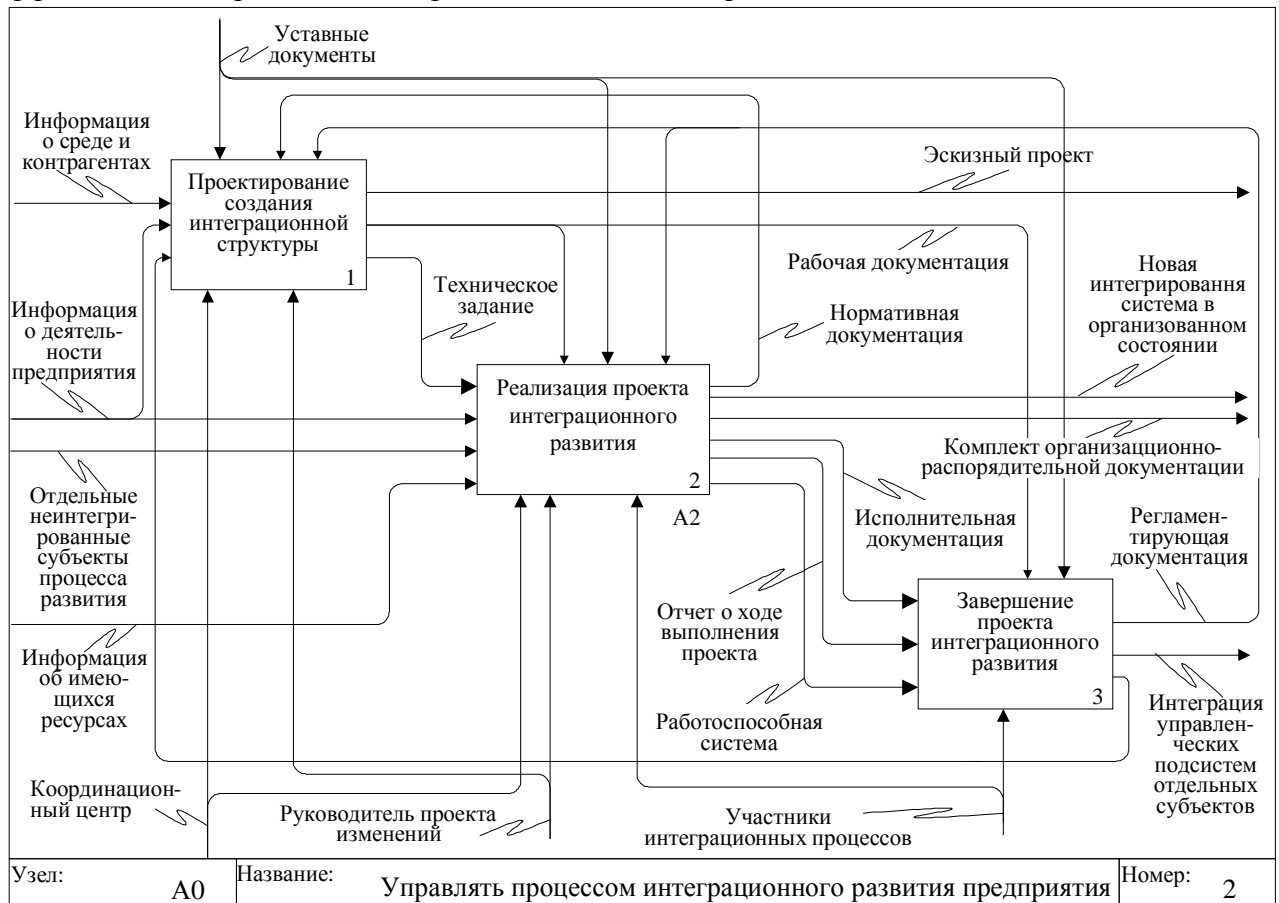 Уставные
документы
Информация
о среде и
контрагентах
Проектирование
создания
интеграционной
структуры
1
Эскизный проект
Рабочая документация
Новая
интегрировання
система в
организованном
состоянии
Информация
о деятель-
ности
предприятия
Техническое
задание
Нормативная
документация
Реализация проекта
интеграционного
развития
2
А2
Комплект организацционно-
распорядительной документации
Отдельные
неинтегри-
рованные
субъекты
процесса
развития
Исполнительная
документация
Регламен-
тирующая
документация
Отчет о ходе
выполнения
проекта
Завершение
проекта
интеграционного
развития
3
Информация
об имею-
щихся
ресурсах
Работоспособная
система
Интеграция
управлен-
ческих
подсистем
отдельных
субъектов
Координацион-
ный центр
Руководитель проекта
изменений
Участники
интеграционных процессов
Узел:
А0
Название:
Управлять процессом интеграционного развития предприятия
Номер:
2